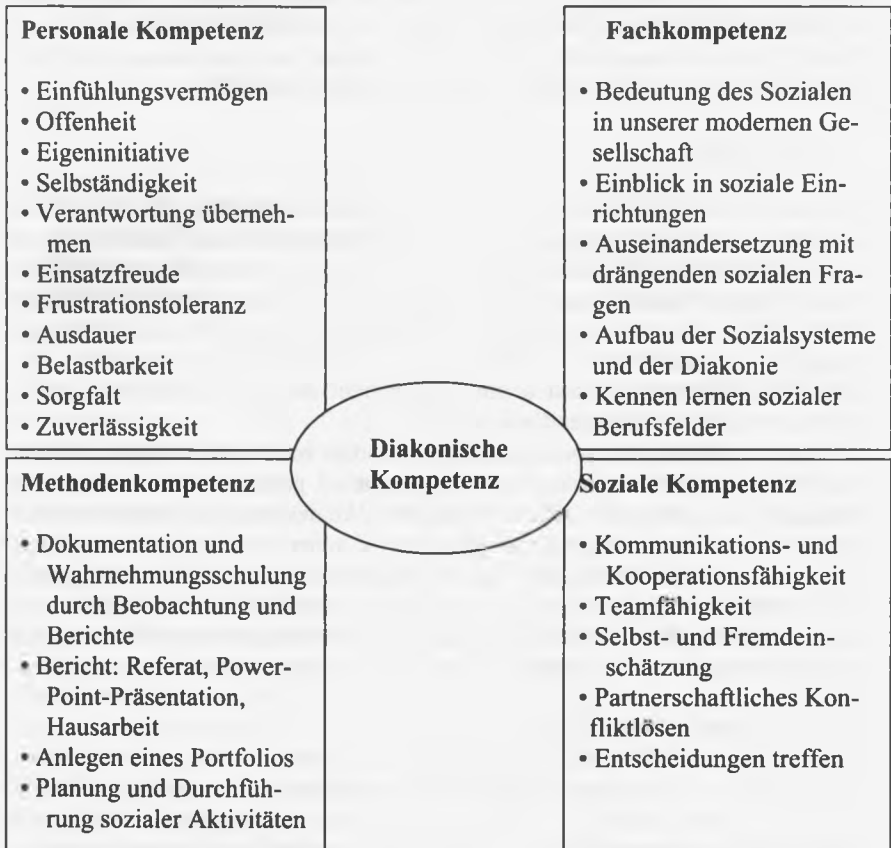 Personale Kompetenz
• Einfühlungsvermögen
• Offenheit
• Eigeninitiative
• Selbständigkeit
• Verantwortung überneh-
men
• Einsatzfreude
• Frustrationstoleranz
• Ausdauer
• Belastbarkeit
• Sorgfalt
• Zuverlässigkeit
Fachkompetenz
• Bedeutung des Sozialen
in unserer modernen Ge-
sellschaft
• Einblick in soziale Ein-
richtungen
• Auseinandersetzung mit
drängenden sozialen Fra-
gen
• Aufbau der Sozialsysteme
und der Diakonie
• Kennen lernen sozialer
Berufsfelder
Diakonische
Kompetenz
Methodenkompetenz
• Dokumentation und
Wahrnehmungsschulung
durch Beobachtung und
Berichte
• Bericht: Referat, Power-
Point-Präsentation,
Hausarbeit
• Anlegen eines Portfolios
• Planung und Durchfüh-
rung sozialer Aktivitäten
Soziale Kompetenz
• Kommunikations- und
Kooperationsfähigkeit
• Teamfähigkeit
• Selbst- und Fremdein-
schätzung
• Partnerschaftliches Kon-
fliktlösen
• Entscheidungen treffen